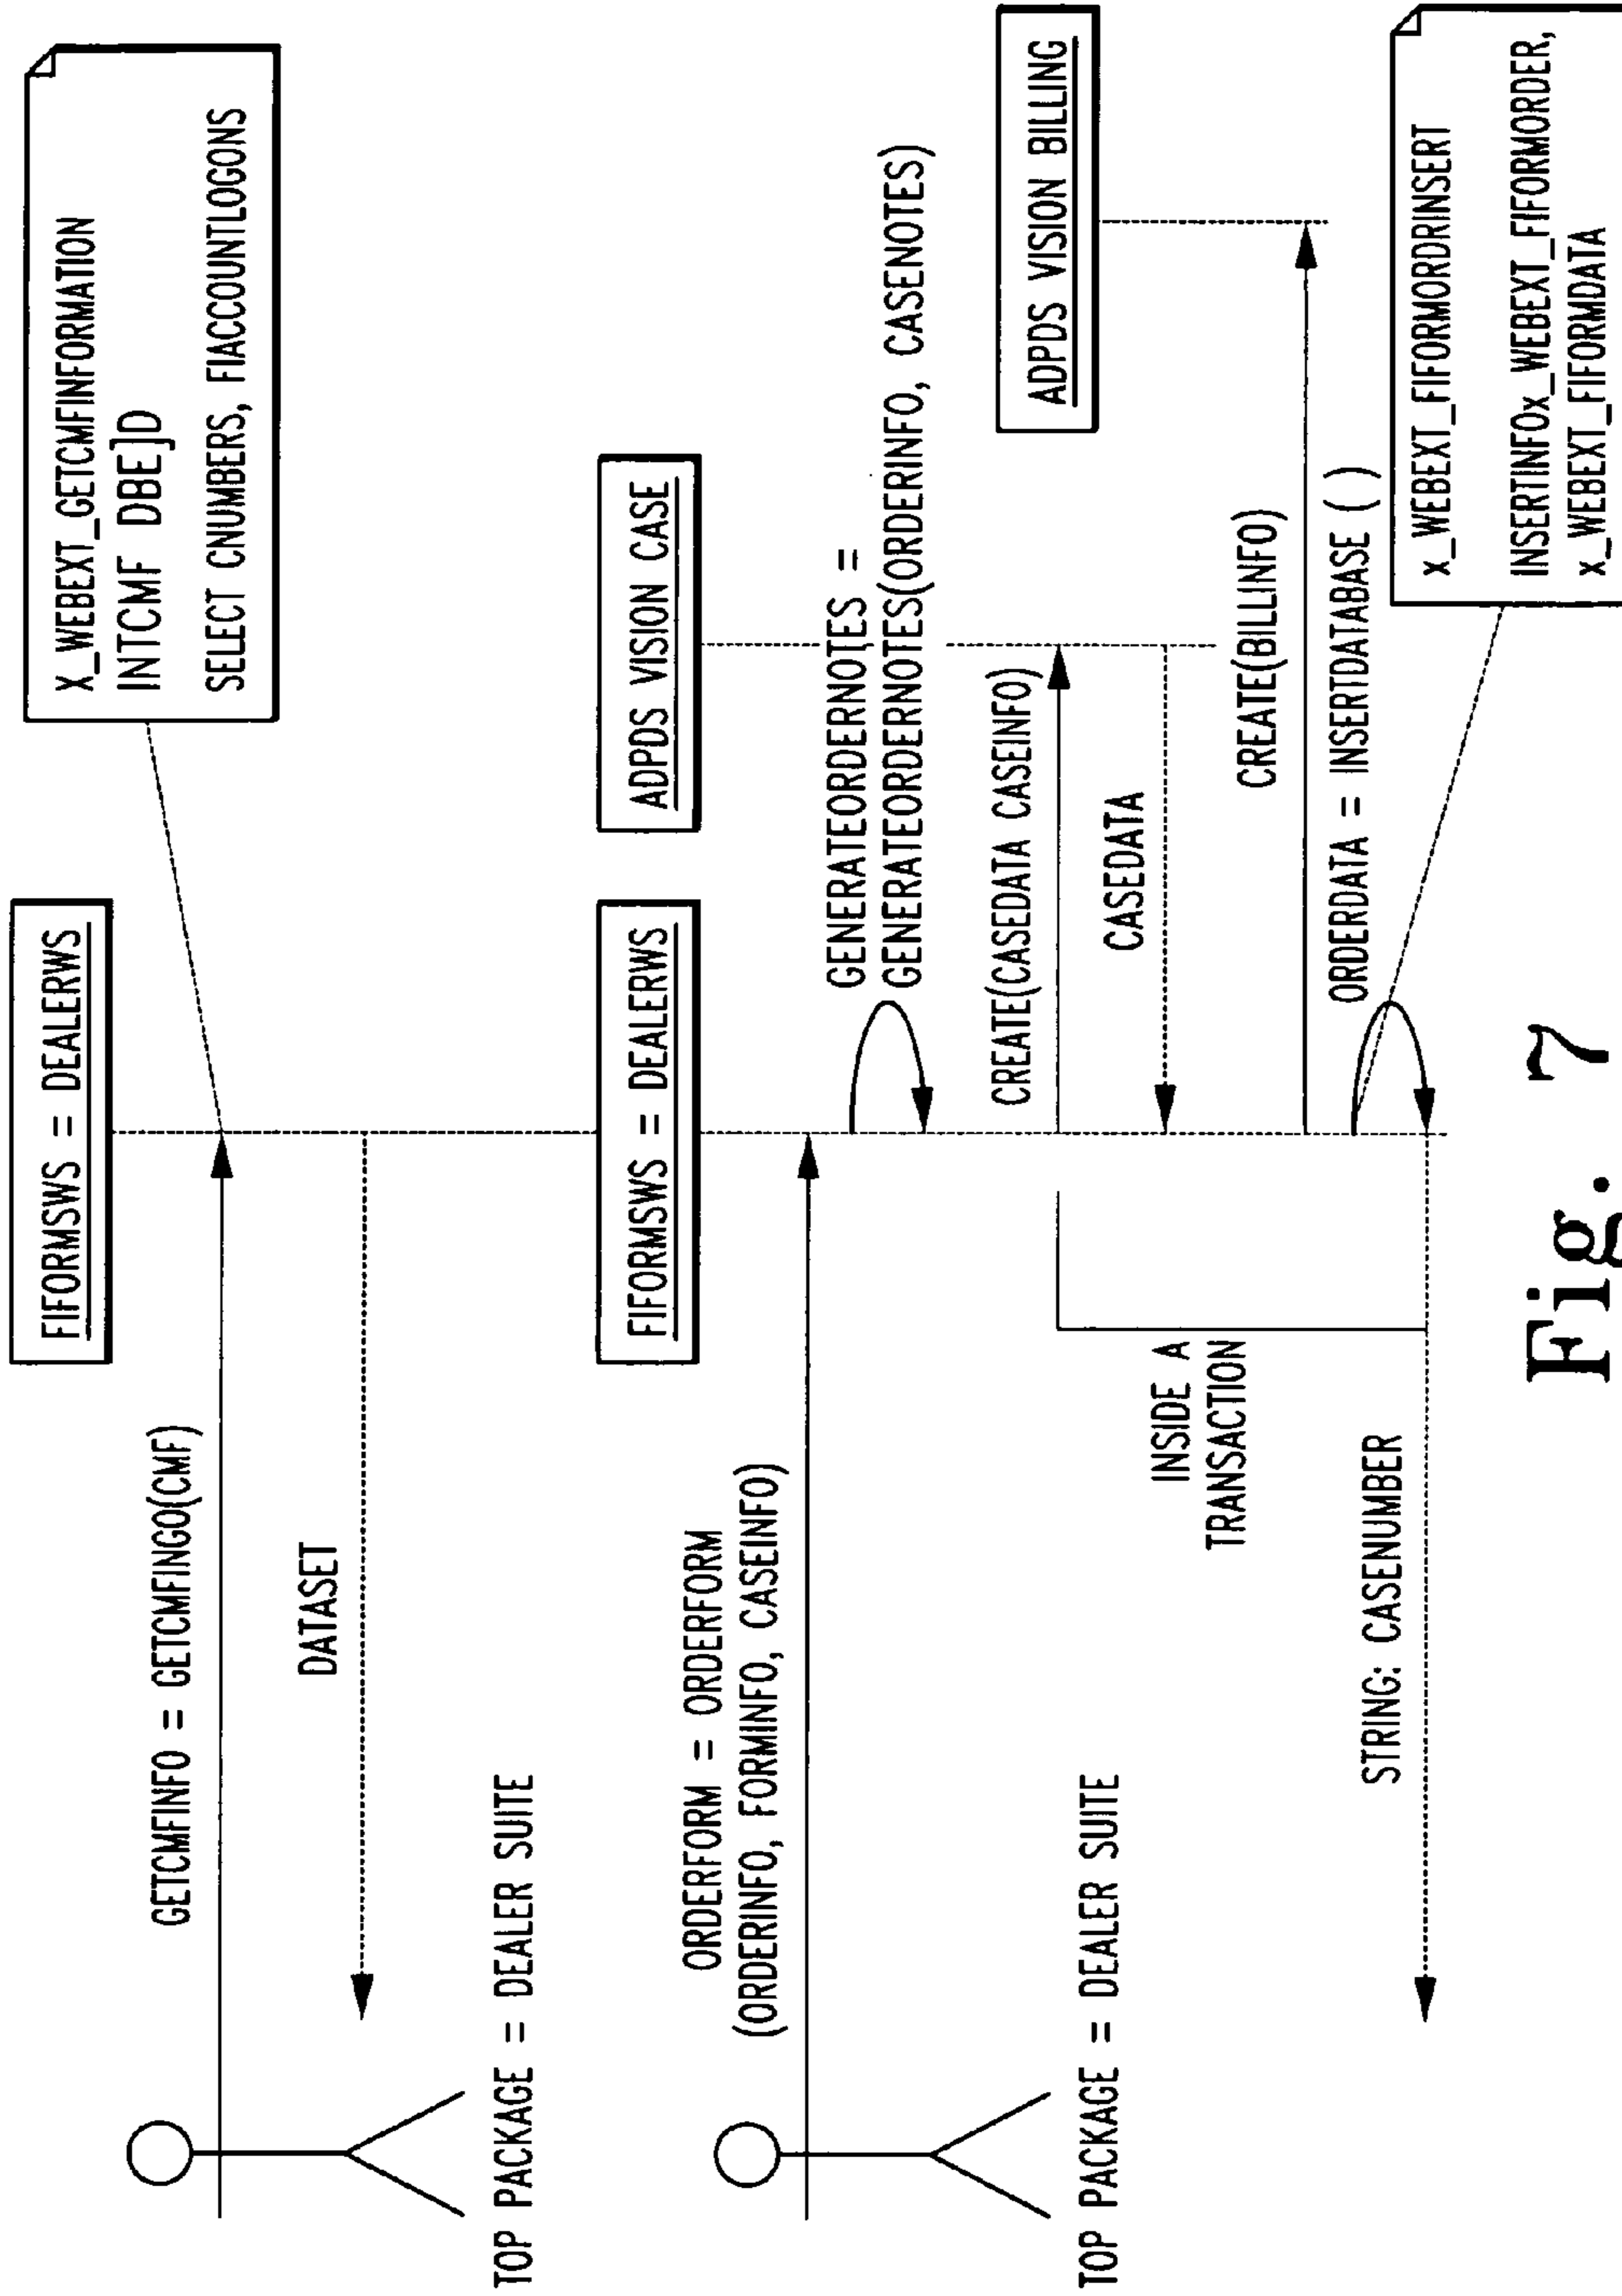 FIFORMSWS = DEALERWS
X_WEBEXT_GETCMFINFORMATION
INTCMF DBE]D
SELECT CNUMBERS, FIACCOUNTLOGONS
GETCMFINFO = GETCMFINGO(CMF)
DATASET
TOP PACKAGE = DEALER SUITE
FIFORMSWS = DEALERWS
ADPDS VISION CASE
ORDERFORM = ORDERFORM
(ORDERINFO, FORMINFO, CASEINFO)
GENERATEORDERNOTES =
GENERATEORDERNOTES(ORDERINFO, CASENOTES)
TOP PACKAGE = DEALER SUITE
ADPDS VISION BILLING
CREATE(CASEDATA CASEINFO)
CASEDATA
INSIDE A
TRANSACTION
CREATE(BILLINFO)
ORDERDATA = INSERTDATABASE ( )
STRING: CASENUMBER
x_WEBEXT_FIFORMORDRINSERT
INSERTINFOx_WEBEXT_FIFORMORDER,
x_WEBEXT_FIFORMDATA
Fig. 7